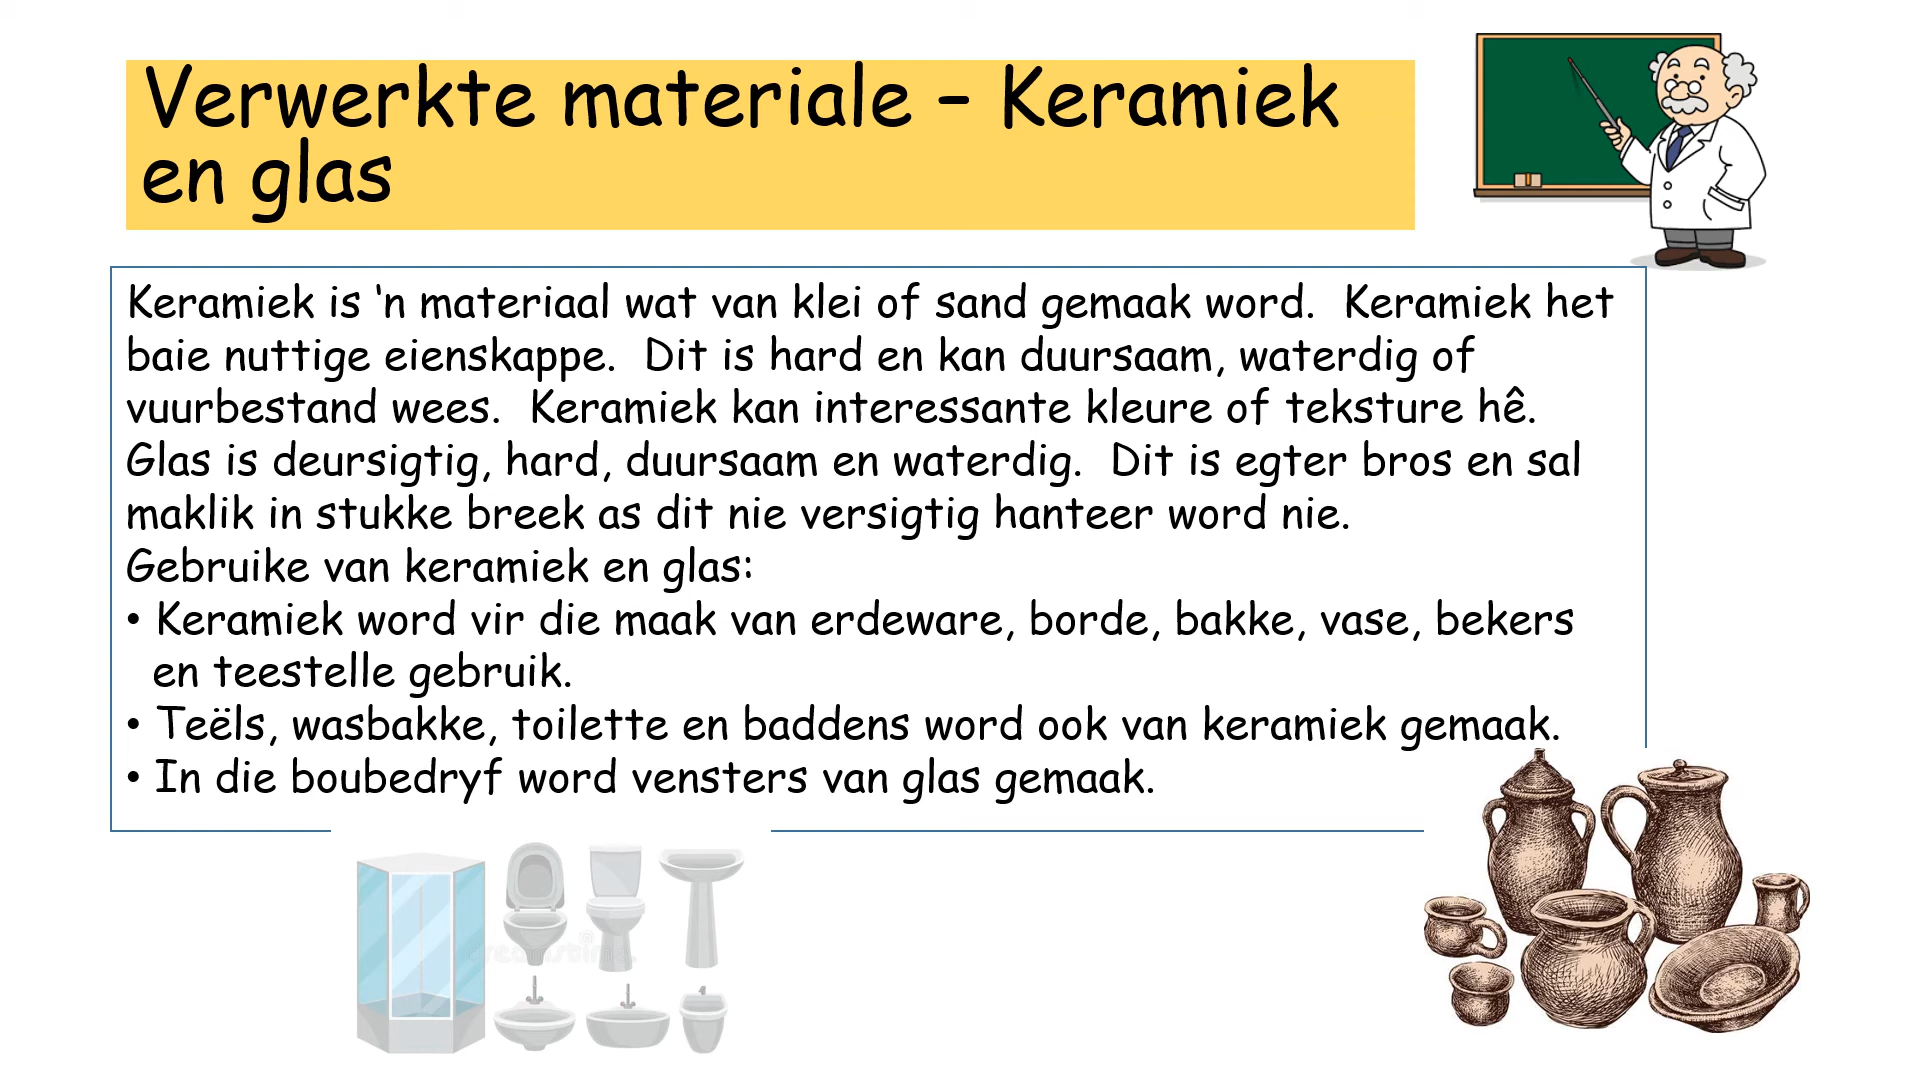 Verwerkte materiale – Keramiek
en glas
Keramiek is 'n materiaal wat van klei of sand gemaak word.  Keramiek het
baie nuttige eienskappe.  Dit is hard en kan duursaam, waterdig of
vuurbestand wees.  Keramiek kan interessante kleure of teksture hê.
Glas is deursigtig, hard, duursaam en waterdig.  Dit is egter bros en sal
maklik in stukke breek as dit nie versigtig hanteer word nie.
Gebruike van keramiek en glas:
• Keramiek word vir die maak van erdeware, borde, bakke, vase, bekers
en teestelle gebruik.
• Teëls, wasbakke, toilette en baddens word ook van keramiek gemaak.
• In die boubedryf word vensters van glas gemaak.
dreamstime.